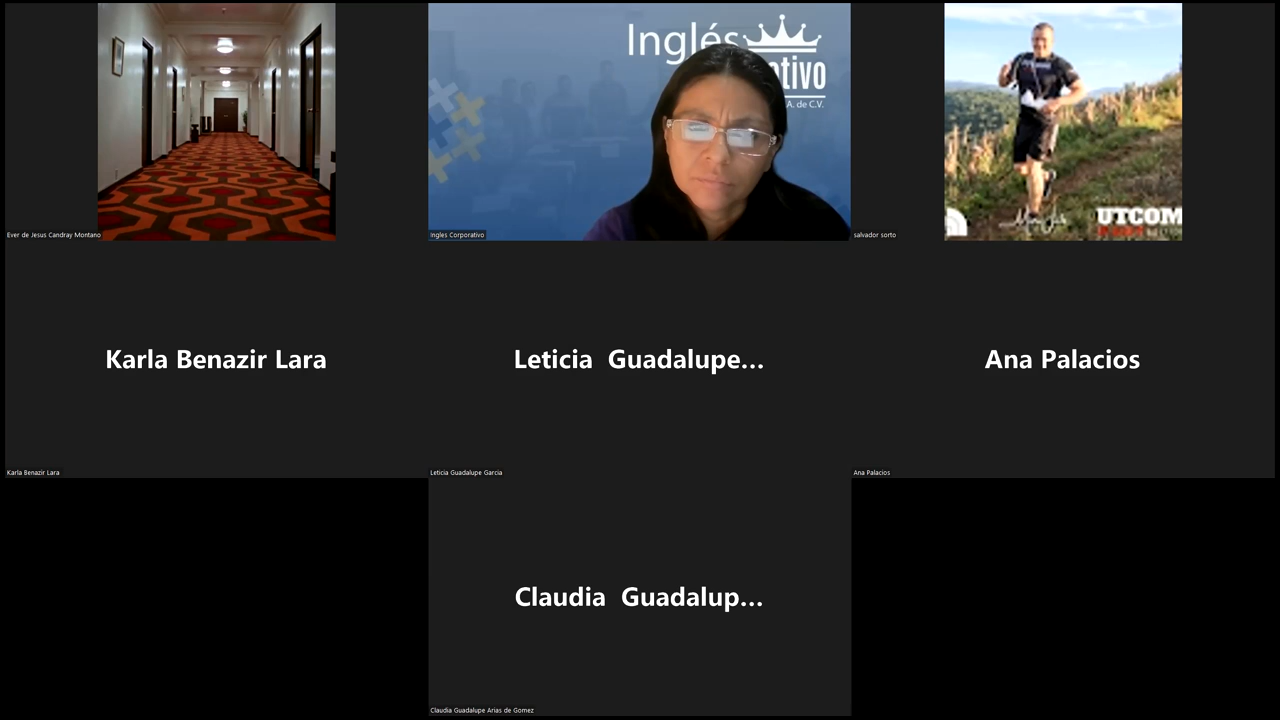 Inglés
tivo
A. de C.V.
UTCOM
Ever de Jesus Candray Montano
Ingles Corporativo
salvador sorto
Karla Benazir Lara
Leticia Guadalupe...
Ana Palacios
Karla Benazir Lara
Leticia Guadalupe Garcia
Ana Palacios
Claudia Guadalup...
Claudia Guadalupe Arias de Gomez